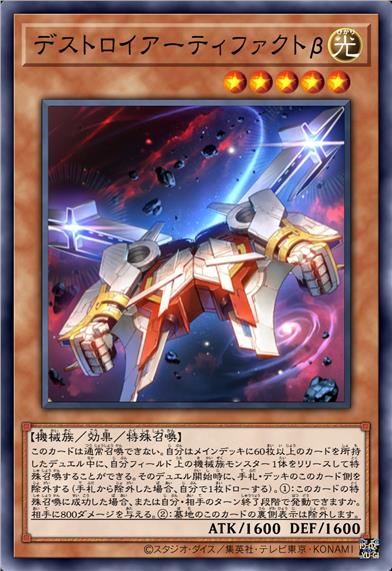 デストロイアーティファクトβ
光
【機械族／効果／特殊召喚】
このカードは通常召喚できない。自分はメインデッキに60枚以上のカードを所持
したデュエル中に、自分フィールド上の機械族モンスター1体をリリースして特
殊召喚することができる。そのデュエル開始時に、手札・デッキのこのカード側を
除外する（手札から除外した場合、自分で1枚ドローする）。①：このカードの特
殊召喚に成功した場合、または自分・相手のターン終了段階で発動できますか。
相手に800ダメージを与える。②：墓地のこのカードの裏側表示は除外します。
ATK/1600 DEF/1600
©スタジオ・ダイス／集英社・テレビ東京・KONAMI